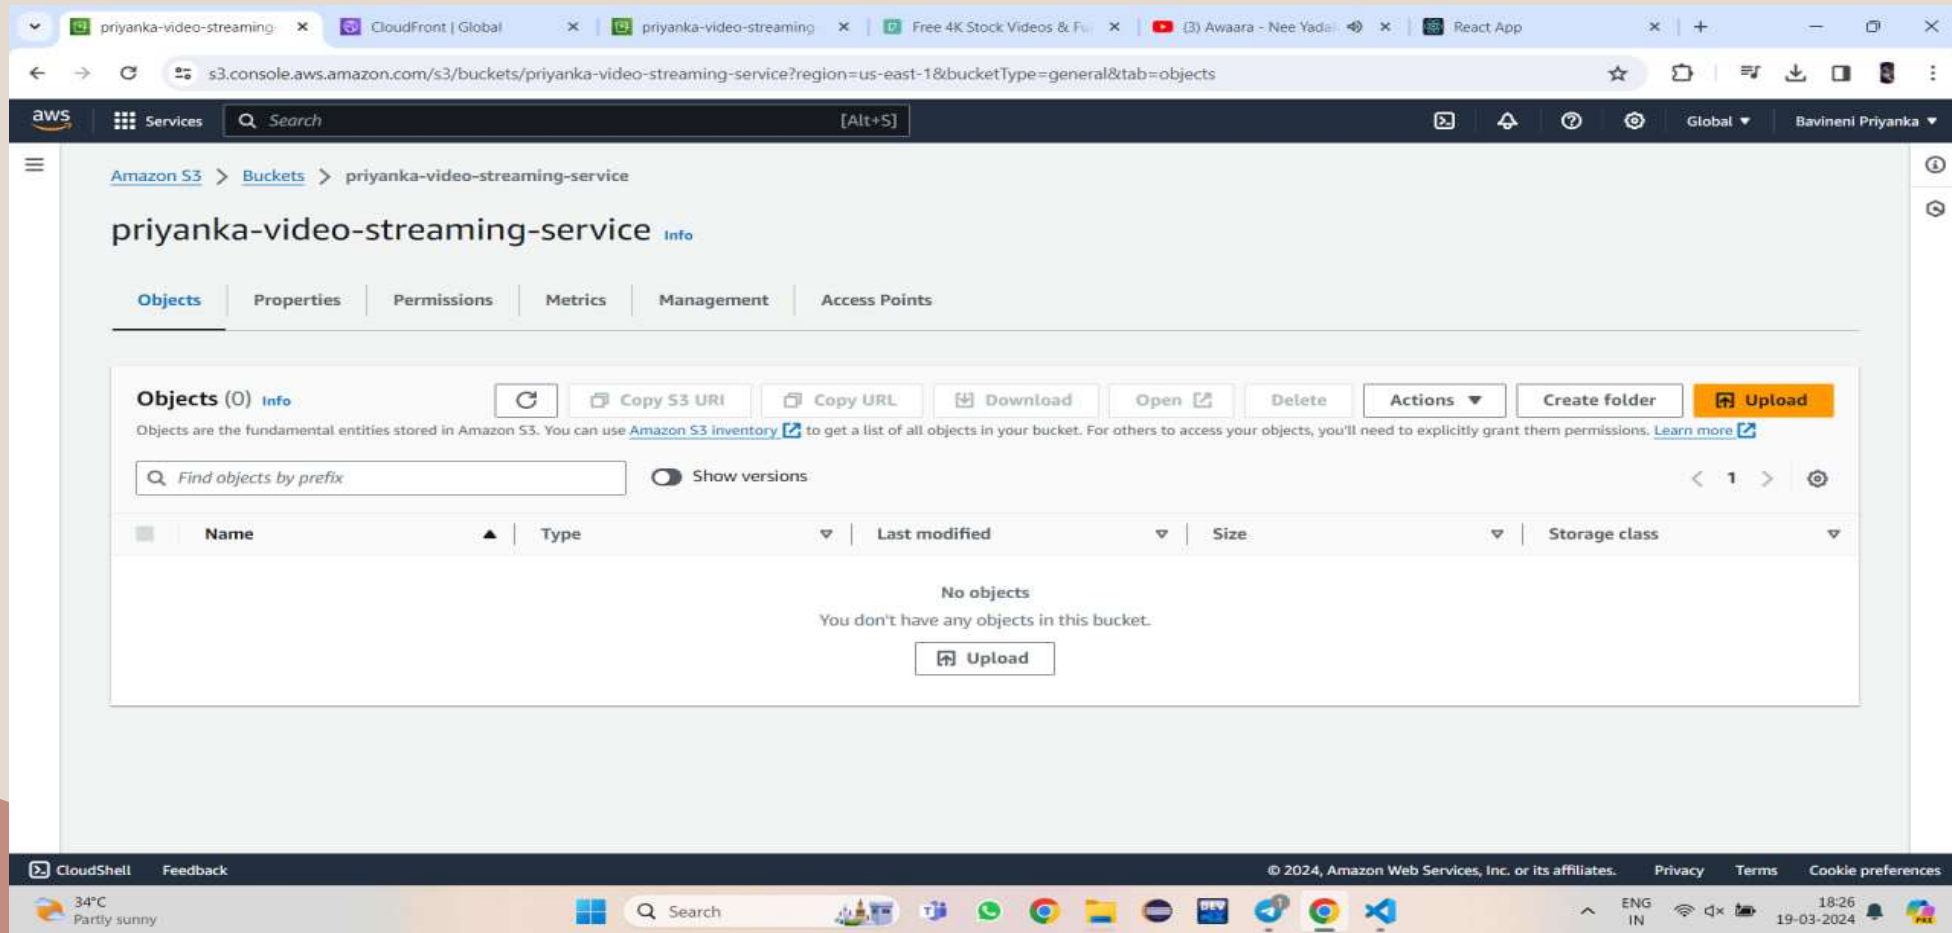 priyanka-video-streaming
CloudFront | Global
priyanka-video-streaming
Free 4K Stock Videos & Fu
(3) Awaara - Nee Yadal
React App
s3.console.aws.amazon.com/s3/buckets/priyanka-video-streaming-service?region=us-east-1&bucketType=general&tab=objects
aws
Services
Search
[Alt+S]
Global
Bavineni Priyanka
Amazon S3 > Buckets > priyanka-video-streaming-service
priyanka-video-streaming-service Info
Objects
Properties
Permissions
Metrics
Management
Access Points
Objects (0) Info
Copy S3 URI
Copy URL
Download
Open
Delete
Actions
Create folder
Upload
Objects are the fundamental entities stored in Amazon S3. You can use Amazon S3 inventory to get a list of all objects in your bucket. For others to access your objects, you'll need to explicitly grant them permissions. Learn more
Find objects by prefix
Show versions
< 1 >
Name
Type
Last modified
Size
Storage class
No objects
You don't have any objects in this bucket.
Upload
CloudShell
Feedback
© 2024, Amazon Web Services, Inc. or its affiliates.
Privacy
Terms
Cookie preferences
34°C
Partly sunny
Search
DEV
ENG
IN
18:26
19-03-2024
PRE